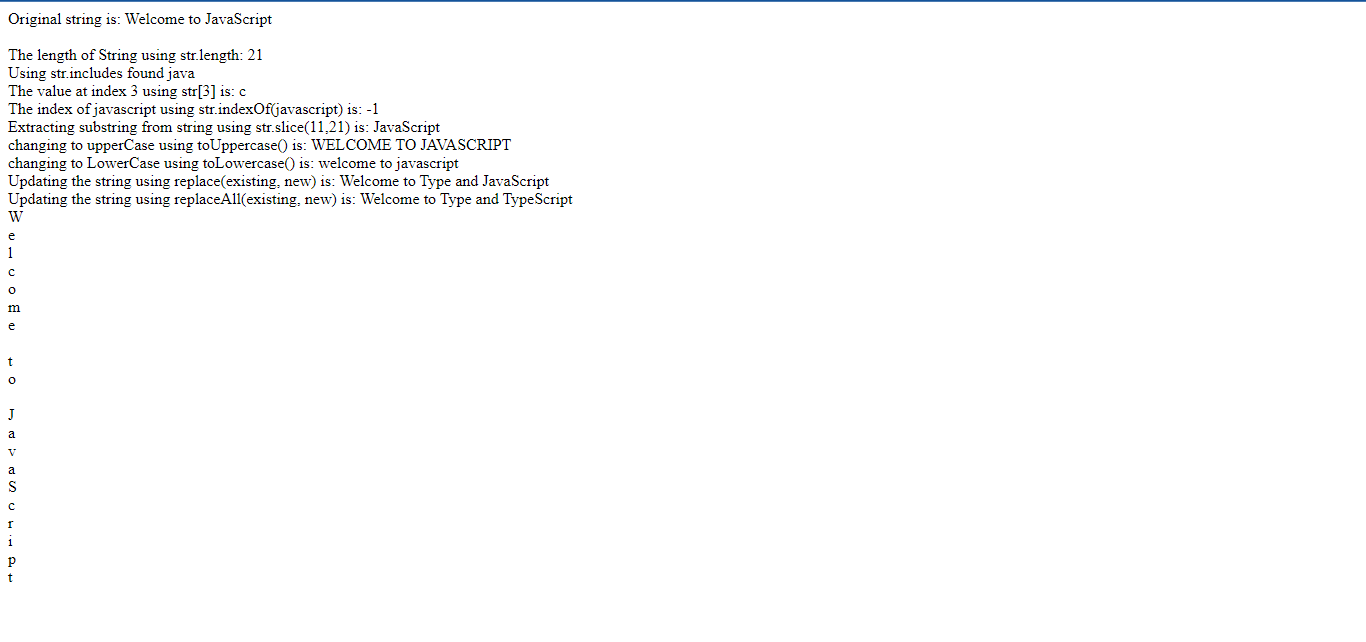 Original string is: Welcome to JavaScript
The length of String using str.length: 21
Using str.includes found java
The value at index 3 using str[3] is: c
The index of javascript using str.indexOf(javascript) is: -1
Extracting substring from string using str.slice(11,21) is: JavaScript
changing to upperCase using toUppercase() is: WELCOME TO JAVASCRIPT
changing to LowerCase using toLowercase() is: welcome to javascript
Updating the string using replace(existing, new) is: Welcome to Type and JavaScript
Updating the string using replaceAll(existing, new) is: Welcome to Type and TypeScript
W
e
l
c
o
m
e
t
o
J
a
v
a
S
c
r
i
p
t